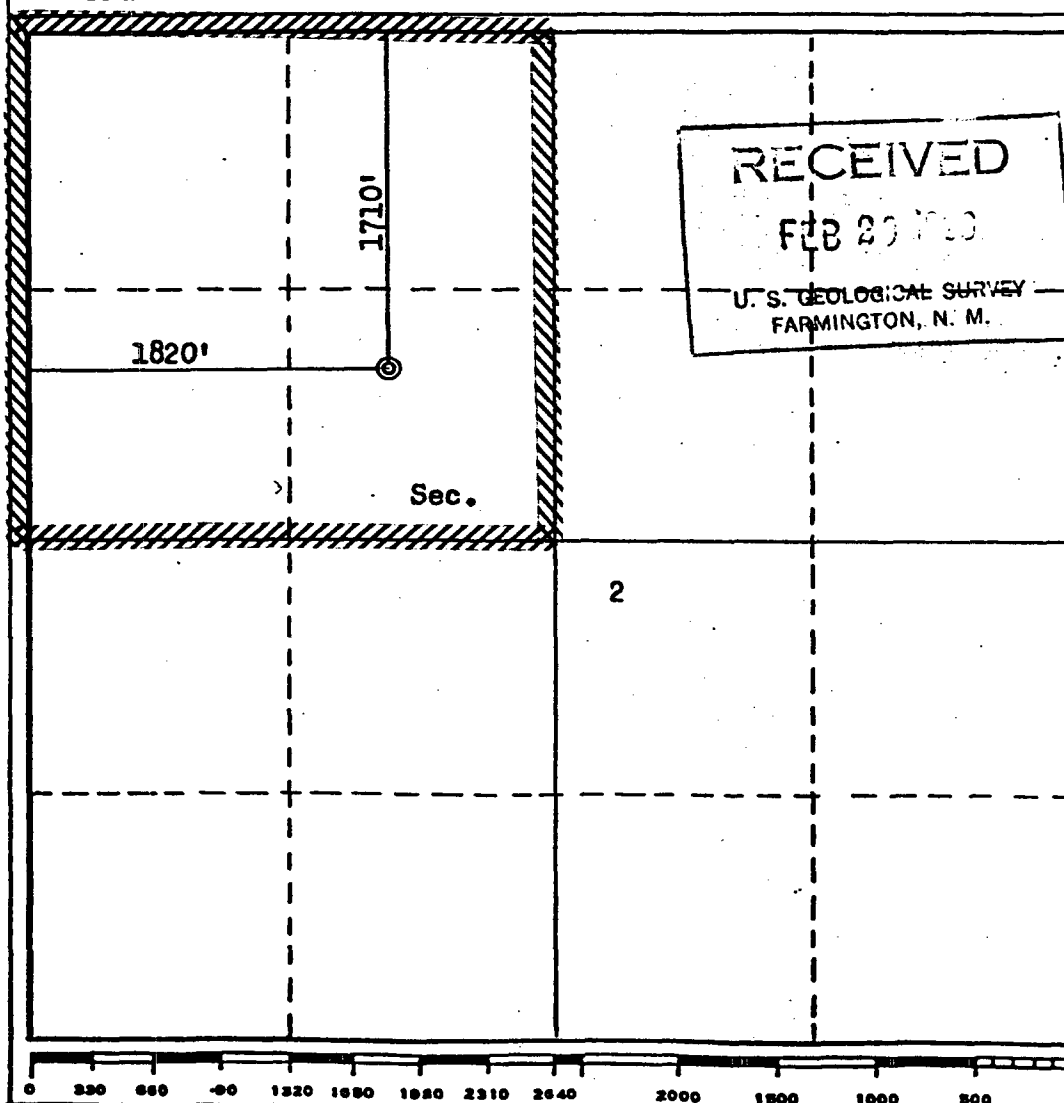 1710'
RECEIVED
FEB
U. S. GEOLOGICAL SURVEY
FARMINGTON, N. M.
1820'
Sec.
2
0 330 660 1320 1650 1980 2310 2640 2000 1500 1000 500